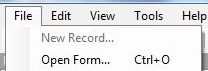 File Edit View Tools Help
New Record...
Open Form... Ctrl+O